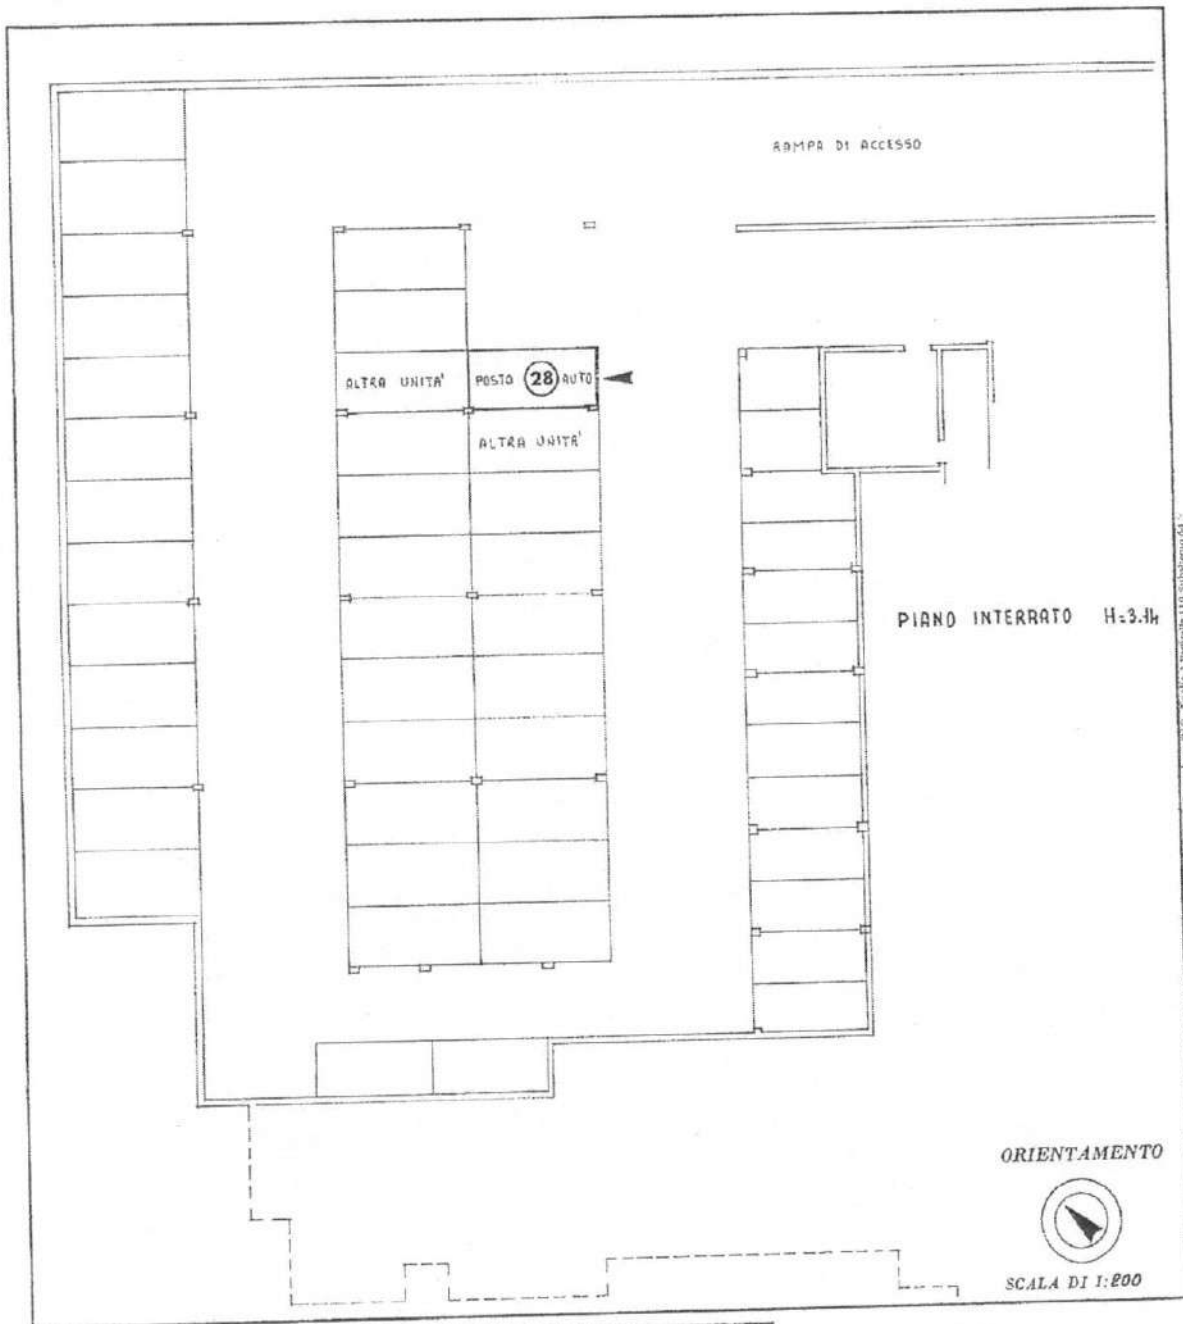 RAMPA DI ACCESSO
ALTRA UNITA'
POSTO 28 AUTO
ALTRA UNITA'
PIANO INTERRATO H=3.14
ORIENTAMENTO
SCALA DI 1:200